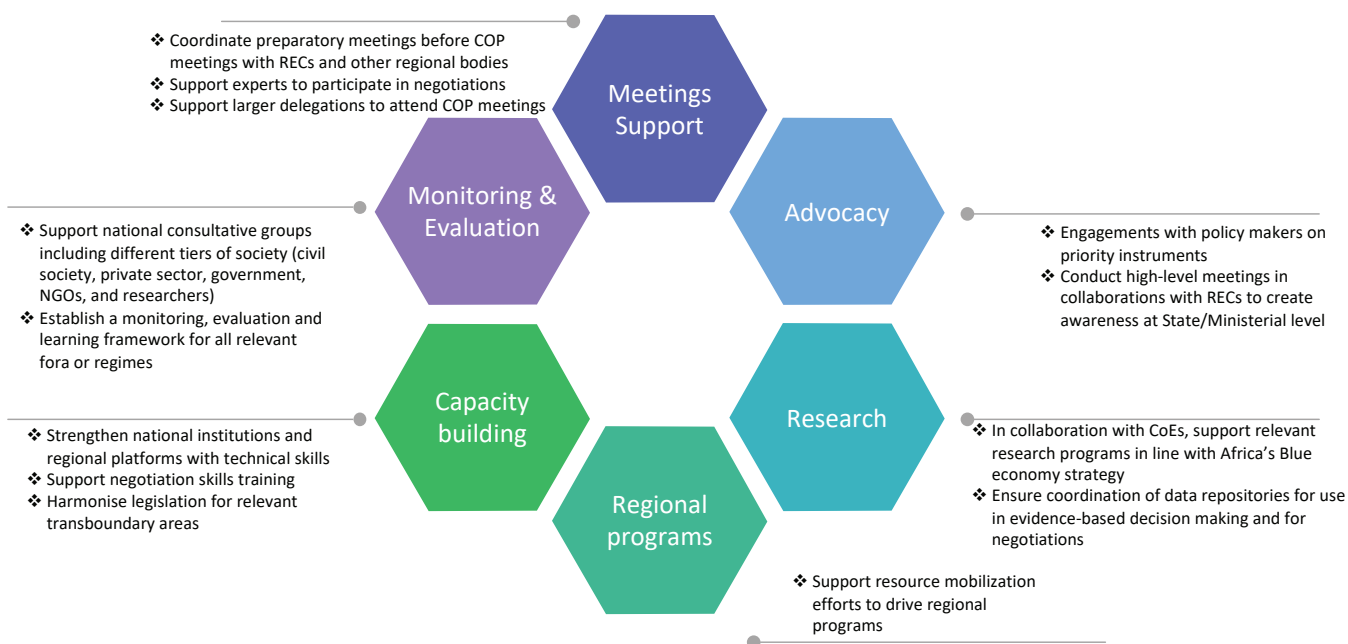 ❖ Coordinate preparatory meetings before COP
meetings with RECs and other regional bodies
❖ Support experts to participate in negotiations
❖ Support larger delegations to attend COP meetings
Meetings
Support
Monitoring &
Evaluation
Advocacy
❖ Support national consultative groups
including different tiers of society (civil
society, private sector, government,
NGOs, and researchers)
❖ Establish a monitoring, evaluation and
learning framework for all relevant
fora or regimes
❖ Engagements with policy makers on
priority instruments
❖ Conduct high-level meetings in
collaborations with RECs to create
awareness at State/Ministerial level
Capacity
building
Research
❖ Strengthen national institutions and
regional platforms with technical skills
❖ Support negotiation skills training
❖ Harmonise legislation for relevant
transboundary areas
❖ In collaboration with CoEs, support relevant
research programs in line with Africa’s Blue
economy strategy
❖ Ensure coordination of data repositories for use
in evidence-based decision making and for
negotiations
Regional
programs
❖ Support resource mobilization
efforts to drive regional
programs